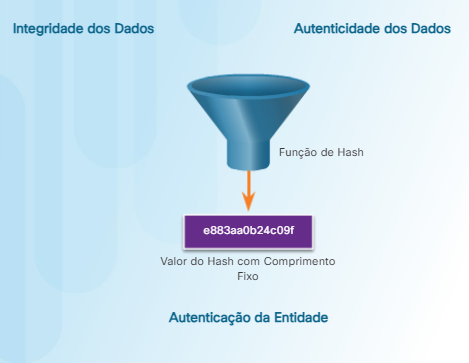 Integridade dos Dados
Autenticidade dos Dados
Função de Hash
e883aa0b24c09f
Valor do Hash com Comprimento
Fixo
Autenticação da Entidade